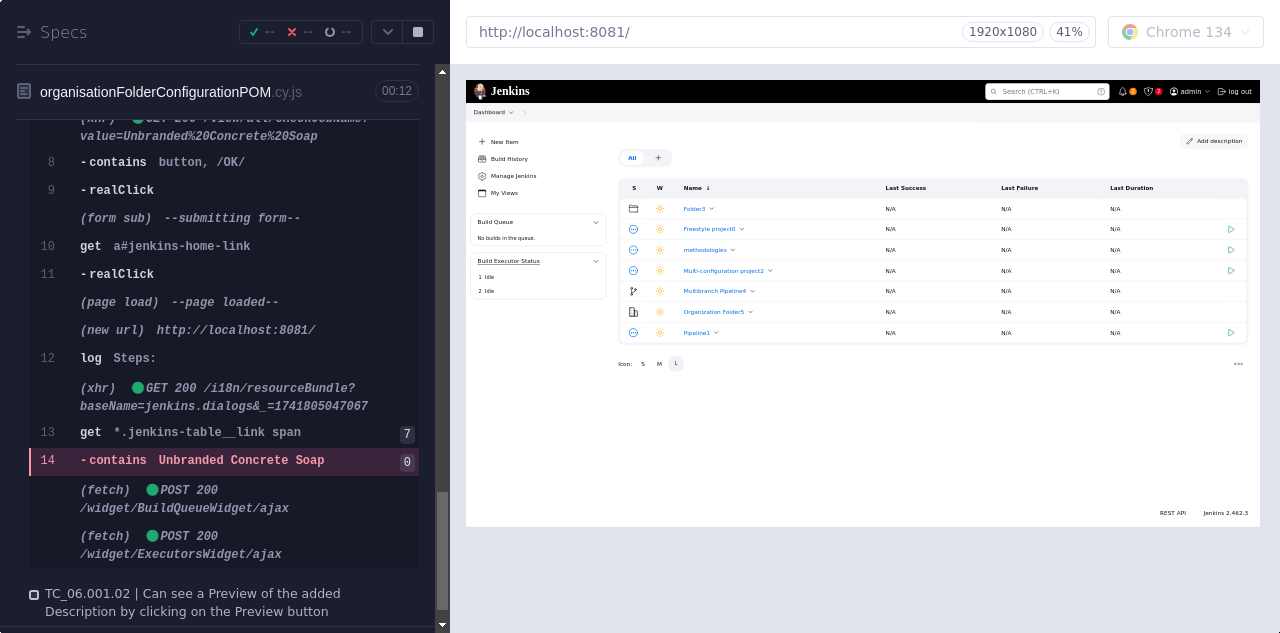 Specs
-- -- --
organisationFolderConfigurationPOM.cy.js 00:12
(xhr) GET 200 /view/all/checkJobName?
value=Unbranded%20Concrete%20Soap
8 -contains button, /OK/
9 -realClick
(form sub) --submitting form--
10 get a#jenkins-home-link
11 -realClick
(page load) --page loaded--
(new url) http://localhost:8081/
12 log Steps:
(xhr) GET 200 /i18n/resourceBundle?
baseName=jenkins.dialogs&_=1741805047067
13 get *.jenkins-table__link span 7
14 -contains Unbranded Concrete Soap 0
(fetch) POST 200
/widget/BuildQueueWidget/ajax
(fetch) POST 200
/widget/ExecutorsWidget/ajax
TC_06.001.02 | Can see a Preview of the added
Description by clicking on the Preview button
http://localhost:8081/ 1920x1080 41% Chrome 134
Jenkins Search (CTRL+K) 2 2 admin log out
Dashboard
New Item
Build History
Manage Jenkins
My Views
Build Queue
No builds in the queue.
Build Executor Status
1 Idle
2 Idle
Add description
All +
S W Name ↓ Last Success Last Failure Last Duration
Folder3 N/A N/A N/A
Freestyle project0 N/A N/A N/A
methodologies N/A N/A N/A
Multi-configuration project2 N/A N/A N/A
Multibranch Pipeline4 N/A N/A N/A
Organization Folder5 N/A N/A N/A
Pipeline1 N/A N/A N/A
Icon: S M L
REST API Jenkins 2.462.3